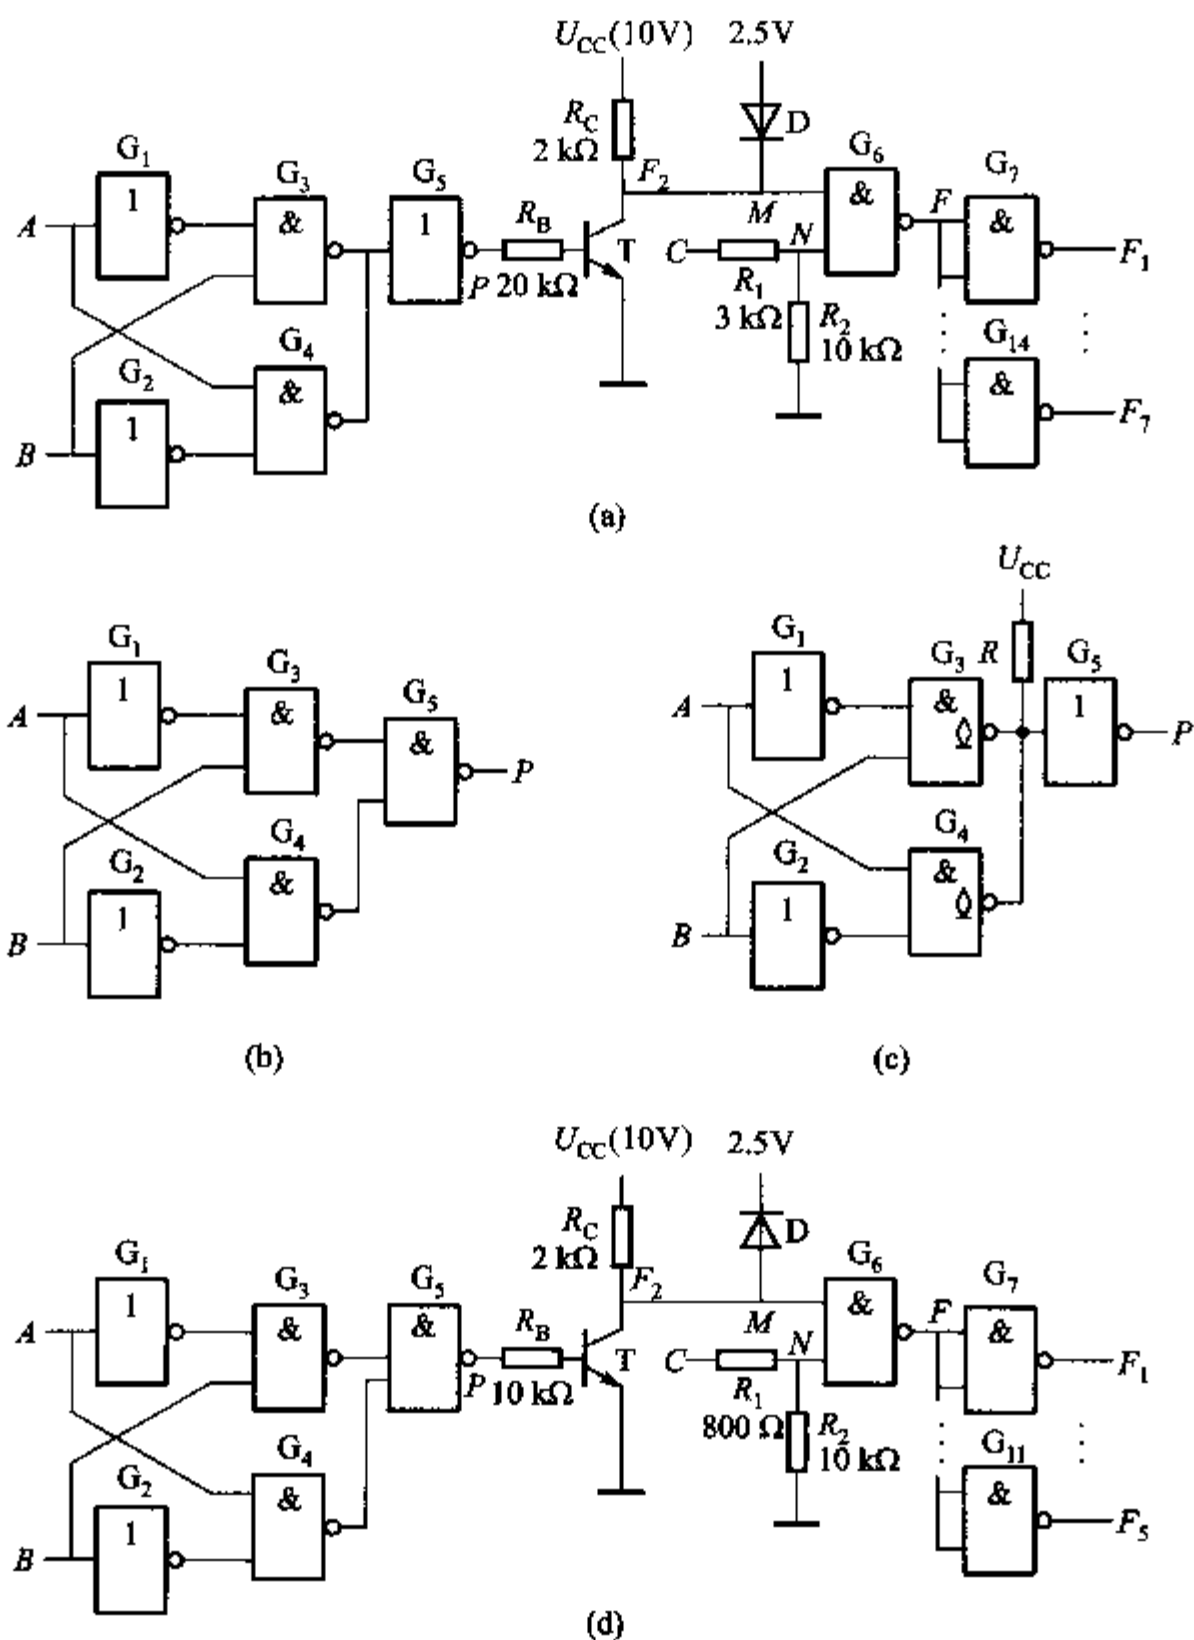 U_CC(10V) 2.5V
R_C
2 kΩ
D
F_2
G_1
1
G_3
&
G_5
1
G_6
&
G_7
&
A
R_B
P 20 kΩ
T
M
C
N
R_1
3 kΩ
R_2
10 kΩ
F
F_1
G_4
&
G_2
1
B
G_14
&
F_7
(a)
G_1
1
G_3
&
G_5
&
A
P
G_4
&
G_2
1
B
(b)
U_CC
G_1
1
G_3
&
R
G_5
1
A
P
G_4
&
G_2
1
B
(c)
U_CC(10V) 2.5V
R_C
2 kΩ
D
F_2
G_1
1
G_3
&
G_5
&
G_6
&
G_7
&
A
R_B
P 10 kΩ
T
M
C
N
R_1
800 Ω
R_2
10 kΩ
F
F_1
G_4
&
G_2
1
B
G_11
&
F_5
(d)